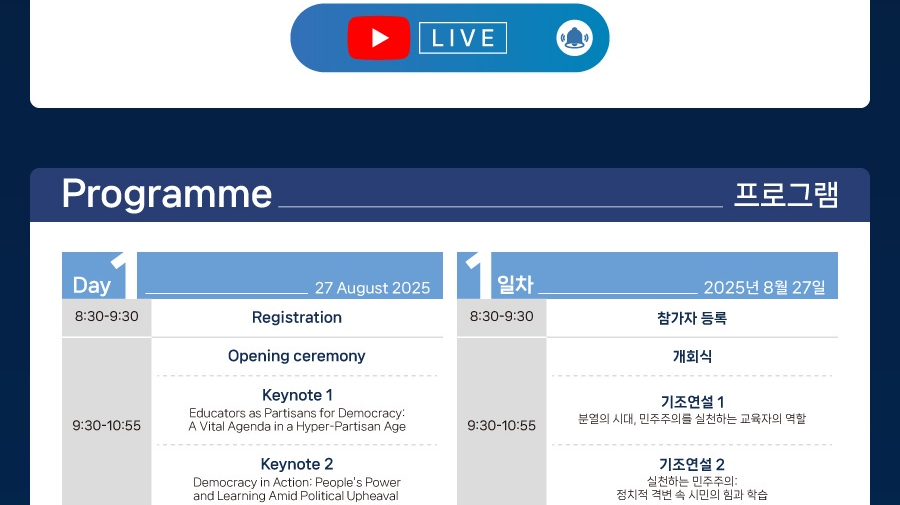 LIVE
Programme
프로그램
Day 1
27 August 2025
8:30-9:30
Registration
9:30-10:55
Opening ceremony
Keynote 1
Educators as Partisans for Democracy:
A Vital Agenda in a Hyper-Partisan Age
Keynote 2
Democracy in Action: People's Power
and Learning Amid Political Upheaval
1일차
2025년 8월 27일
8:30-9:30
참가자 등록
9:30-10:55
개회식
기조연설 1
분열의 시대, 민주주의를 실천하는 교육자의 역할
기조연설 2
실천하는 민주주의:
정치적 격변 속 시민의 힘과 학습